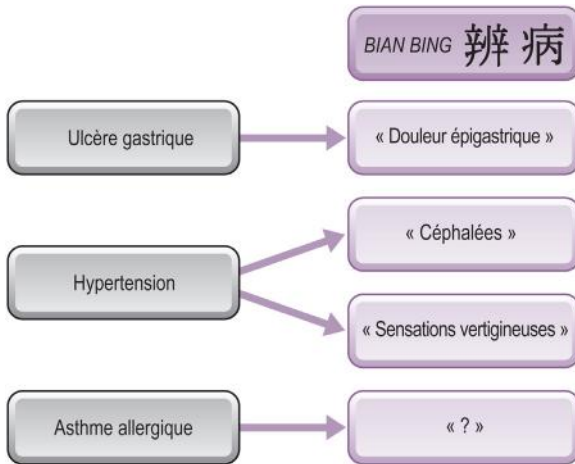 BIAN BING 辨病
Ulcère gastrique
« Douleur épigastrique »
Hypertension
« Céphalées »
« Sensations vertigineuses »
Asthme allergique
« ? »